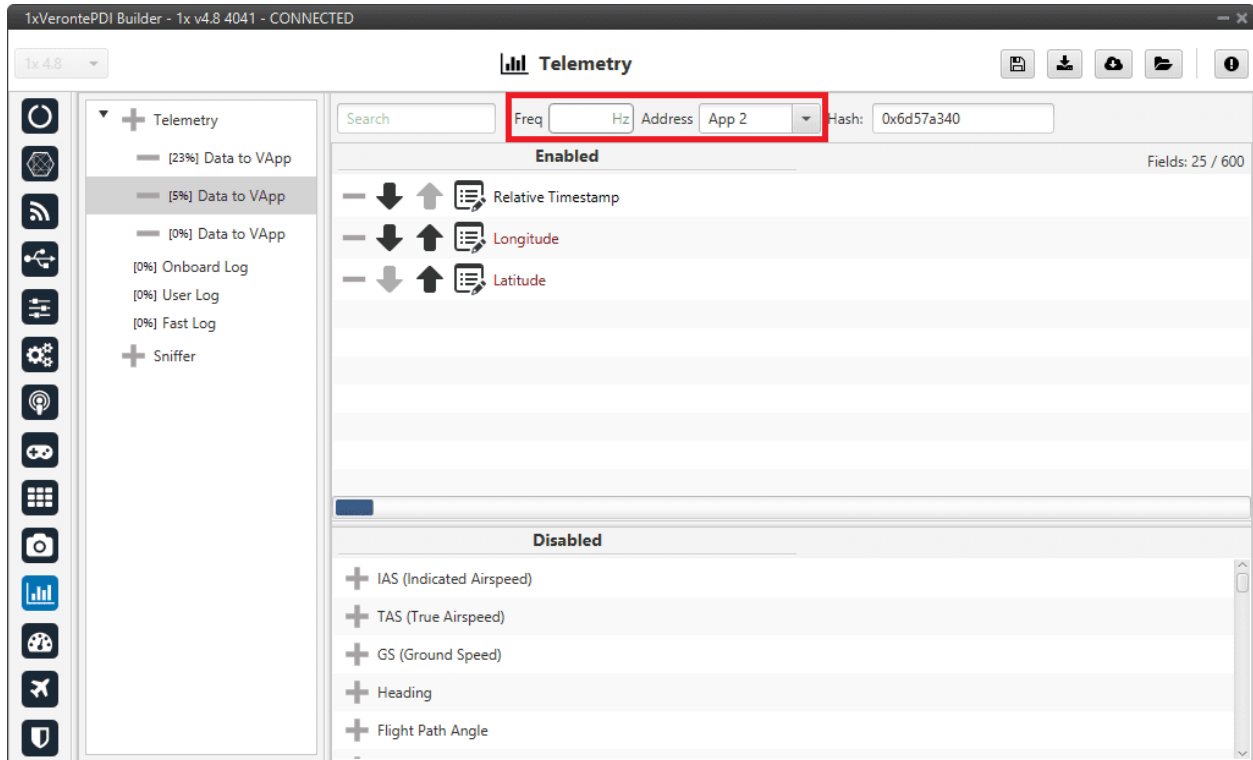 1xVerontePDI Builder - 1x v4.8 4041 - CONNECTED
1x 4.8
Telemetry
Telemetry
[23%] Data to VApp
[5%] Data to VApp
[0%] Data to VApp
[0%] Onboard Log
[0%] User Log
[0%] Fast Log
Sniffer
Search Freq Hz Address App 2 Hash: 0x6d57a340
Enabled Fields: 25 / 600
Relative Timestamp
Longitude
Latitude
Disabled
IAS (Indicated Airspeed)
TAS (True Airspeed)
GS (Ground Speed)
Heading
Flight Path Angle